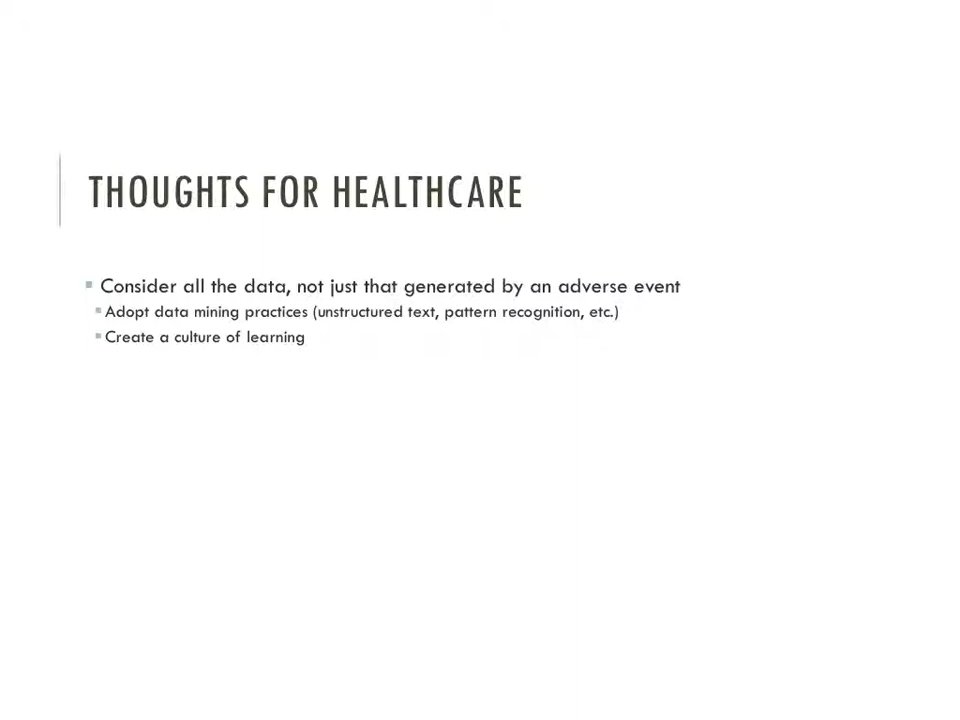 THOUGHTS FOR HEALTHCARE
Consider all the data, not just that generated by an adverse event
Adopt data mining practices (unstructured text, pattern recognition, etc.)
Create a culture of learning